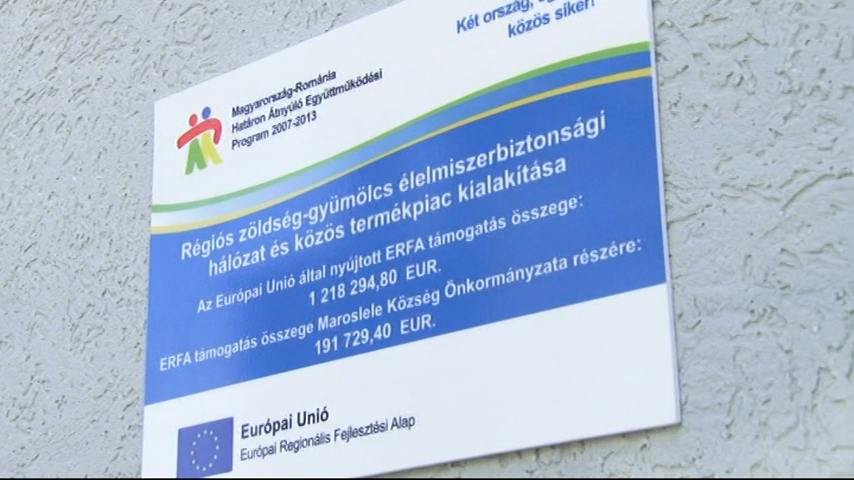 Két ország,
közös siker!
Magyarország-Románia
Határon Átnyúló Együttműködési
Program 2007-2013
Régiós zöldség-gyümölcs élelmiszerbiztonsági
hálózat és közös termékpiac kialakítása
Az Európai Unió által nyújtott ERFA támogatás összege:
1 218 294,80 EUR.
ERFA támogatás összege Maroslele Község Önkormányzata részére:
191 729,40 EUR.
Európai Unió
Európai Regionális Fejlesztési Alap